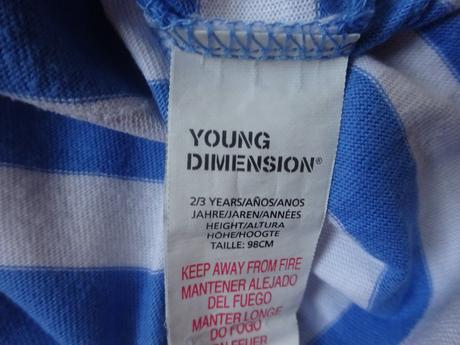 YOUNG
DIMENSION®
2/3 YEARS/AÑOS/ANOS
JAHRE/JAREN/ANNÉES
HEIGHT/ALTURA
HÖHE/HOOGTE
TAILLE: 98CM
KEEP AWAY FROM FIRE
MANTENER ALEJADO
DEL FUEGO
MANTER LONGE
DO FOGO
FEUER